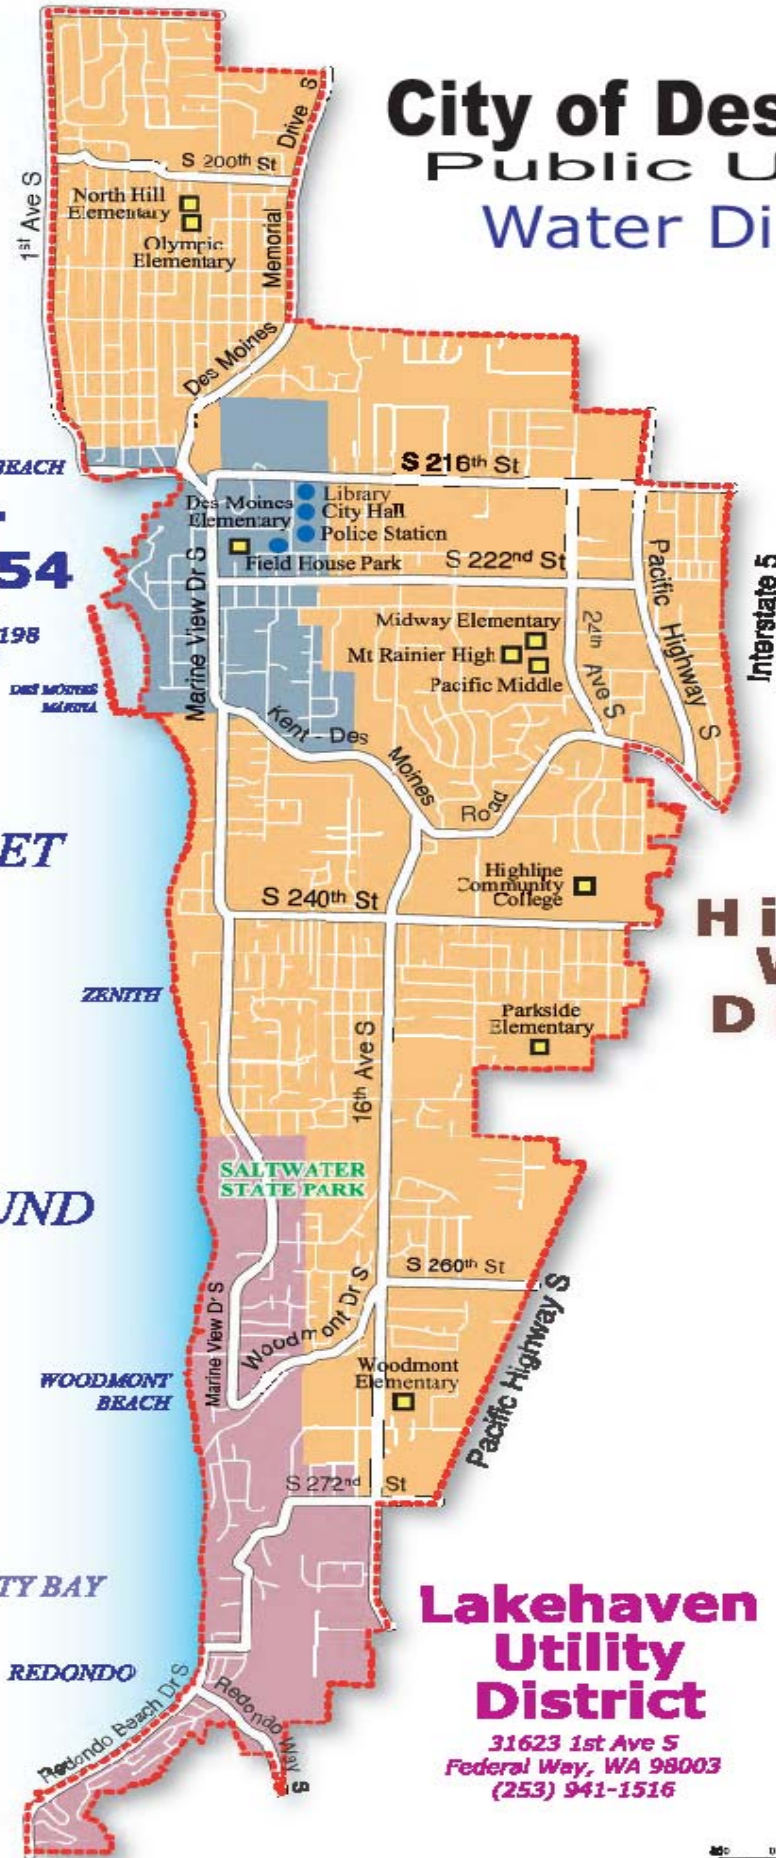 City of Des
Public U
Water Di
Drive S
S 200th St
1st Ave S
North Hill
Elementary
Olympic
Elementary
Memorial
Des Moines
BEACH
S 216th St
Des Moines
Elementary
Library
City Hall
Police Station
Field House Park
S 222nd St
54
198
Marine View Dr S
Midway Elementary
Mt Rainier High
Pacific Middle
24th Ave S
Pacific Highway S
Interstate 5
DES MOINES
MARINA
Kent - Des Moines Road
ET
Highline
Community
College
S 240th St
Hi
D
ZENITH
Parkside
Elementary
16th Ave S
SALTWATER
STATE PARK
UND
S 260th St
Marine View Dr S
Woodmont Dr S
Pacific Highway S
WOODMONT
BEACH
Woodmont
Elementary
S 272nd St
TY BAY
Lakehaven
Utility
District
REDONDO
Redondo Beach Dr S
Redondo Way S
31623 1st Ave S
Federal Way, WA 98003
(253) 941-1516